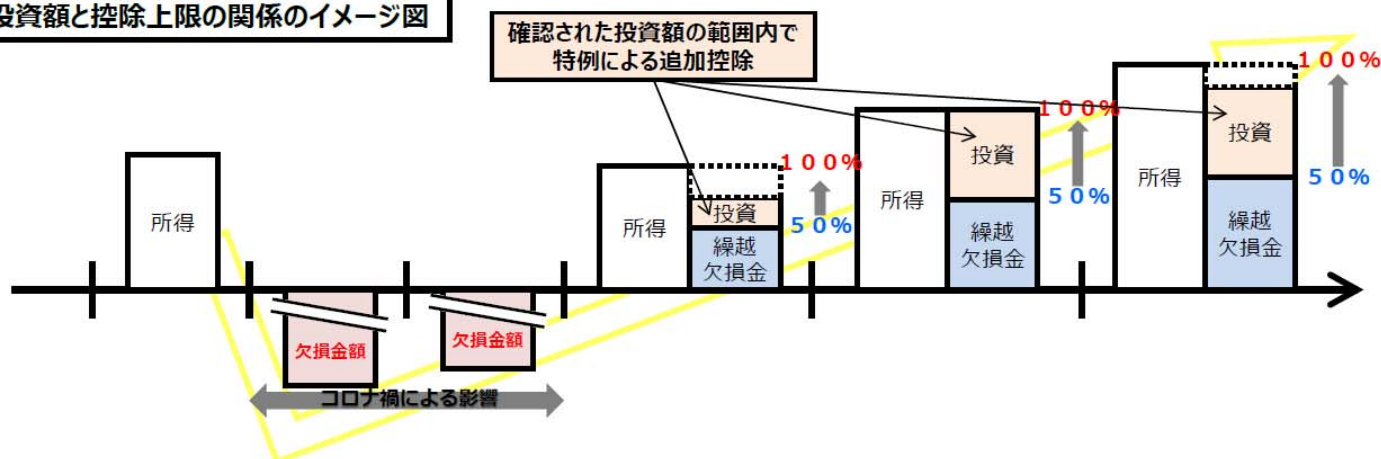 投資額と控除上限の関係のイメージ図
確認された投資額の範囲内で
特例による追加控除
所得
欠損金額
欠損金額
コロナ禍による影響
所得
投資
繰越
欠損金
100%
50%
所得
投資
繰越
欠損金
100%
50%
所得
投資
繰越
欠損金
100%
50%